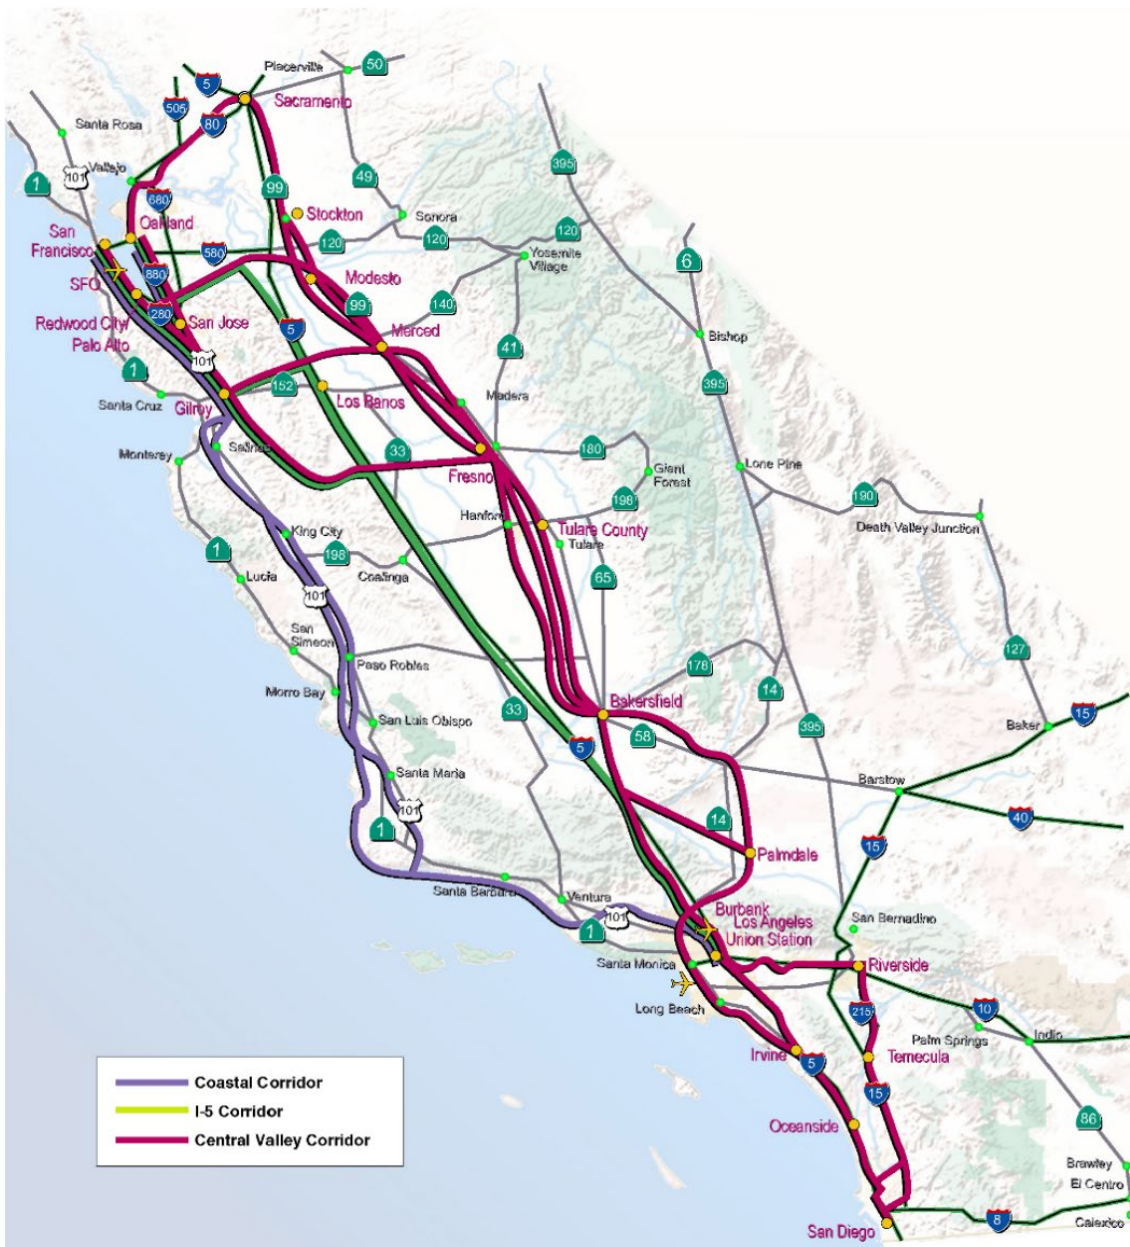 Placerville
50
5
Sacramento
505
80
Santa Rosa
Vallejo
101
1
49
395
99
680
Stockton
Sonora
Oakland
San
Francisco
120
120
120
580
Yosemite
Village
6
880
SFO
Modesto
280
99
140
Redwood City/
Palo Alto
San Jose
5
Merced
Bishop
101
41
1
395
152
Madera
Santa Cruz
Gilroy
Los Banos
Salinas
Monterey
33
180
Fresno
Giant
Forest
Lone Pine
198
190
Hanford
Tulare County
Death Valley Junction
King City
Tulare
1
198
Coalinga
65
Lucia
101
San
Simeon
Paso Robles
127
178
14
Morro Bay
Bakersfield
33
San Luis Obispo
58
395
15
Baker
5
Santa Maria
Barstow
101
14
40
1
15
Palmdale
Santa Barbara
Ventura
Burbank
Los Angeles
Union Station
101
San Bernadino
1
Santa Monica
Riverside
Long Beach
215
10
Palm Springs
Indio
Irvine
5
Temecula
15
Oceanside
86
Brawley
El Centro
San Diego
8
Calexico
Coastal Corridor
I-5 Corridor
Central Valley Corridor